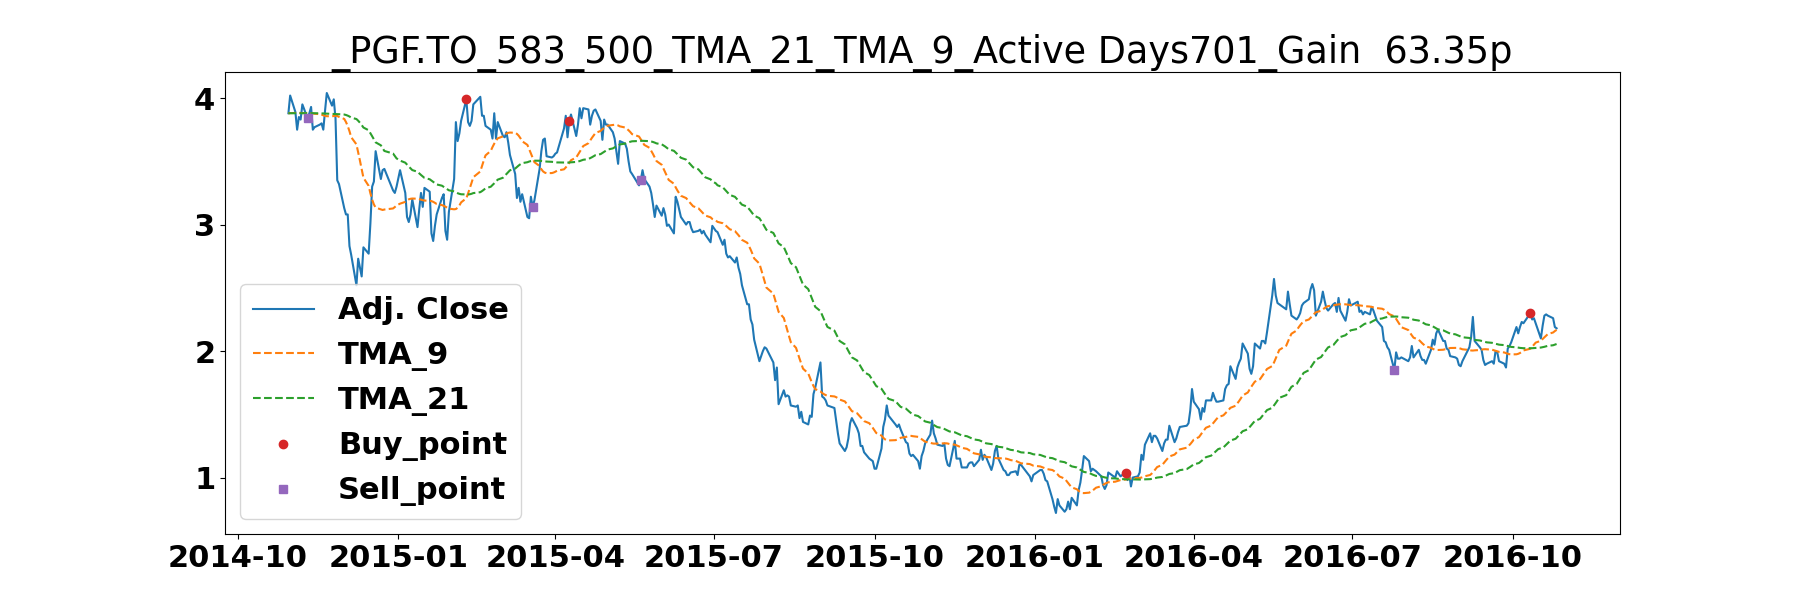 _PGF.TO_583_500_TMA_21_TMA_9_Active Days701_Gain  63.35p
4
3
2
1
Adj. Close
TMA_9
TMA_21
Buy_point
Sell_point
2014-10 2015-01 2015-04 2015-07 2015-10 2016-01 2016-04 2016-07 2016-10